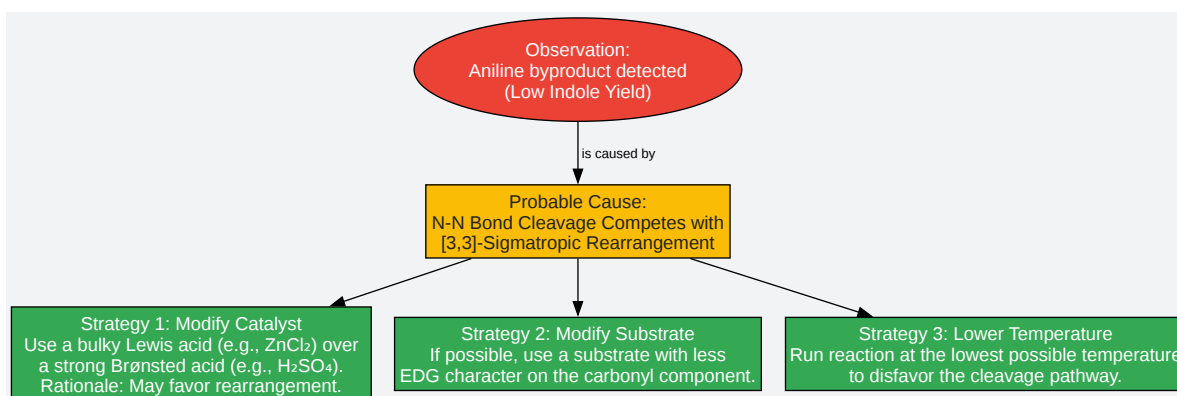 Observation:
Aniline byproduct detected
(Low Indole Yield)
is caused by
Probable Cause:
N-N Bond Cleavage Competes with
[3,3]-Sigmatropic Rearrangement
Strategy 1: Modify Catalyst
Use a bulky Lewis acid (e.g., ZnCl₂) over
a strong Brønsted acid (e.g., H₂SO₄).
Rationale: May favor rearrangement.
Strategy 2: Modify Substrate
If possible, use a substrate with less
EDG character on the carbonyl component.
Strategy 3: Lower Temperature
Run reaction at the lowest possible temperature
to disfavor the cleavage pathway.